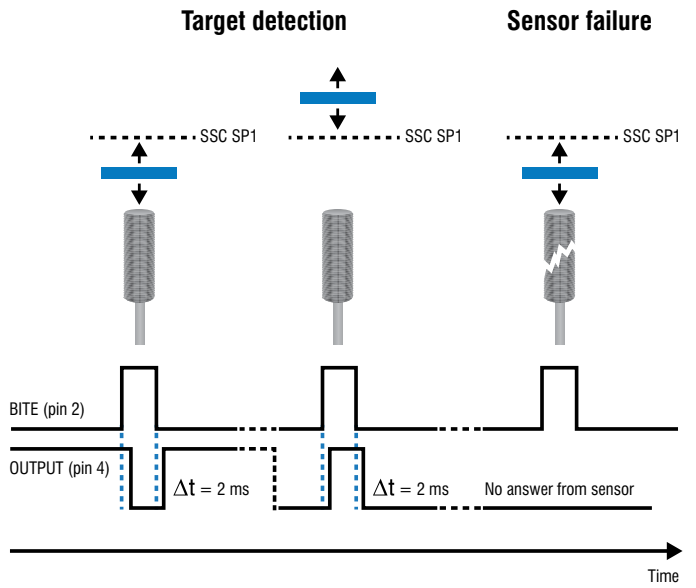 Target detection
Sensor failure
SSC SP1
SSC SP1
SSC SP1
BITE (pin 2)
OUTPUT (pin 4)
Δt = 2 ms
Δt = 2 ms
No answer from sensor
Time